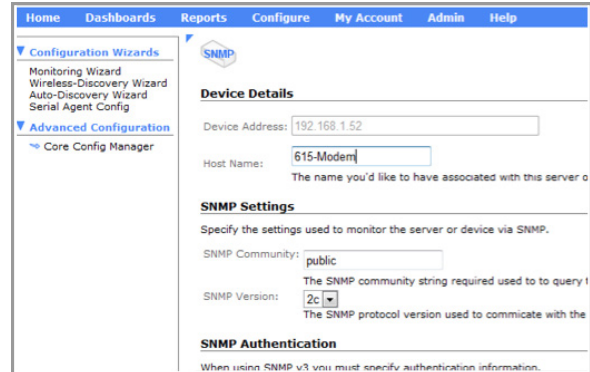 Home Dashboards Reports Configure My Account Admin Help
Configuration Wizards
Monitoring Wizard
Wireless-Discovery Wizard
Auto-Discovery Wizard
Serial Agent Config
Advanced Configuration
Core Config Manager
SNMP
Device Details
Device Address: 192.168.1.52
Host Name: 615-Modem
The name you'd like to have associated with this server o
SNMP Settings
Specify the settings used to monitor the server or device via SNMP.
SNMP Community: public
The SNMP community string required used to to query
SNMP Version: 2c
The SNMP protocol version used to commicate with the
SNMP Authentication
When using SNMP v3 you must specify authentication information.